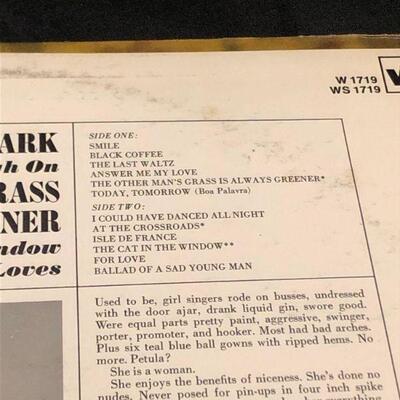 W 1719
WS 1719
ARK
gh On
RASS
NER
indow
Loves
SIDE ONE:
SMILE
BLACK COFFEE
THE LAST WALTZ
ANSWER ME MY LOVE
THE OTHER MAN'S GRASS IS ALWAYS GREENER*
TODAY, TOMORROW (Boa Palavra)
SIDE TWO:
I COULD HAVE DANCED ALL NIGHT
AT THE CROSSROADS*
ISLE DE FRANCE
THE CAT IN THE WINDOW**
FOR LOVE
BALLAD OF A SAD YOUNG MAN
Used to be, girl singers rode on busses, undressed
with the door ajar, drank liquid gin, swore good.
Were equal parts pretty paint, aggressive, swinger,
porter, promoter, and hooker. Most had bad arches.
Plus six teal blue ball gowns with ripped hems. No
more. Petula?
She is a woman.
She enjoys the benefits of niceness. She's done no
nudes. Never posed for pin-ups in four inch spike